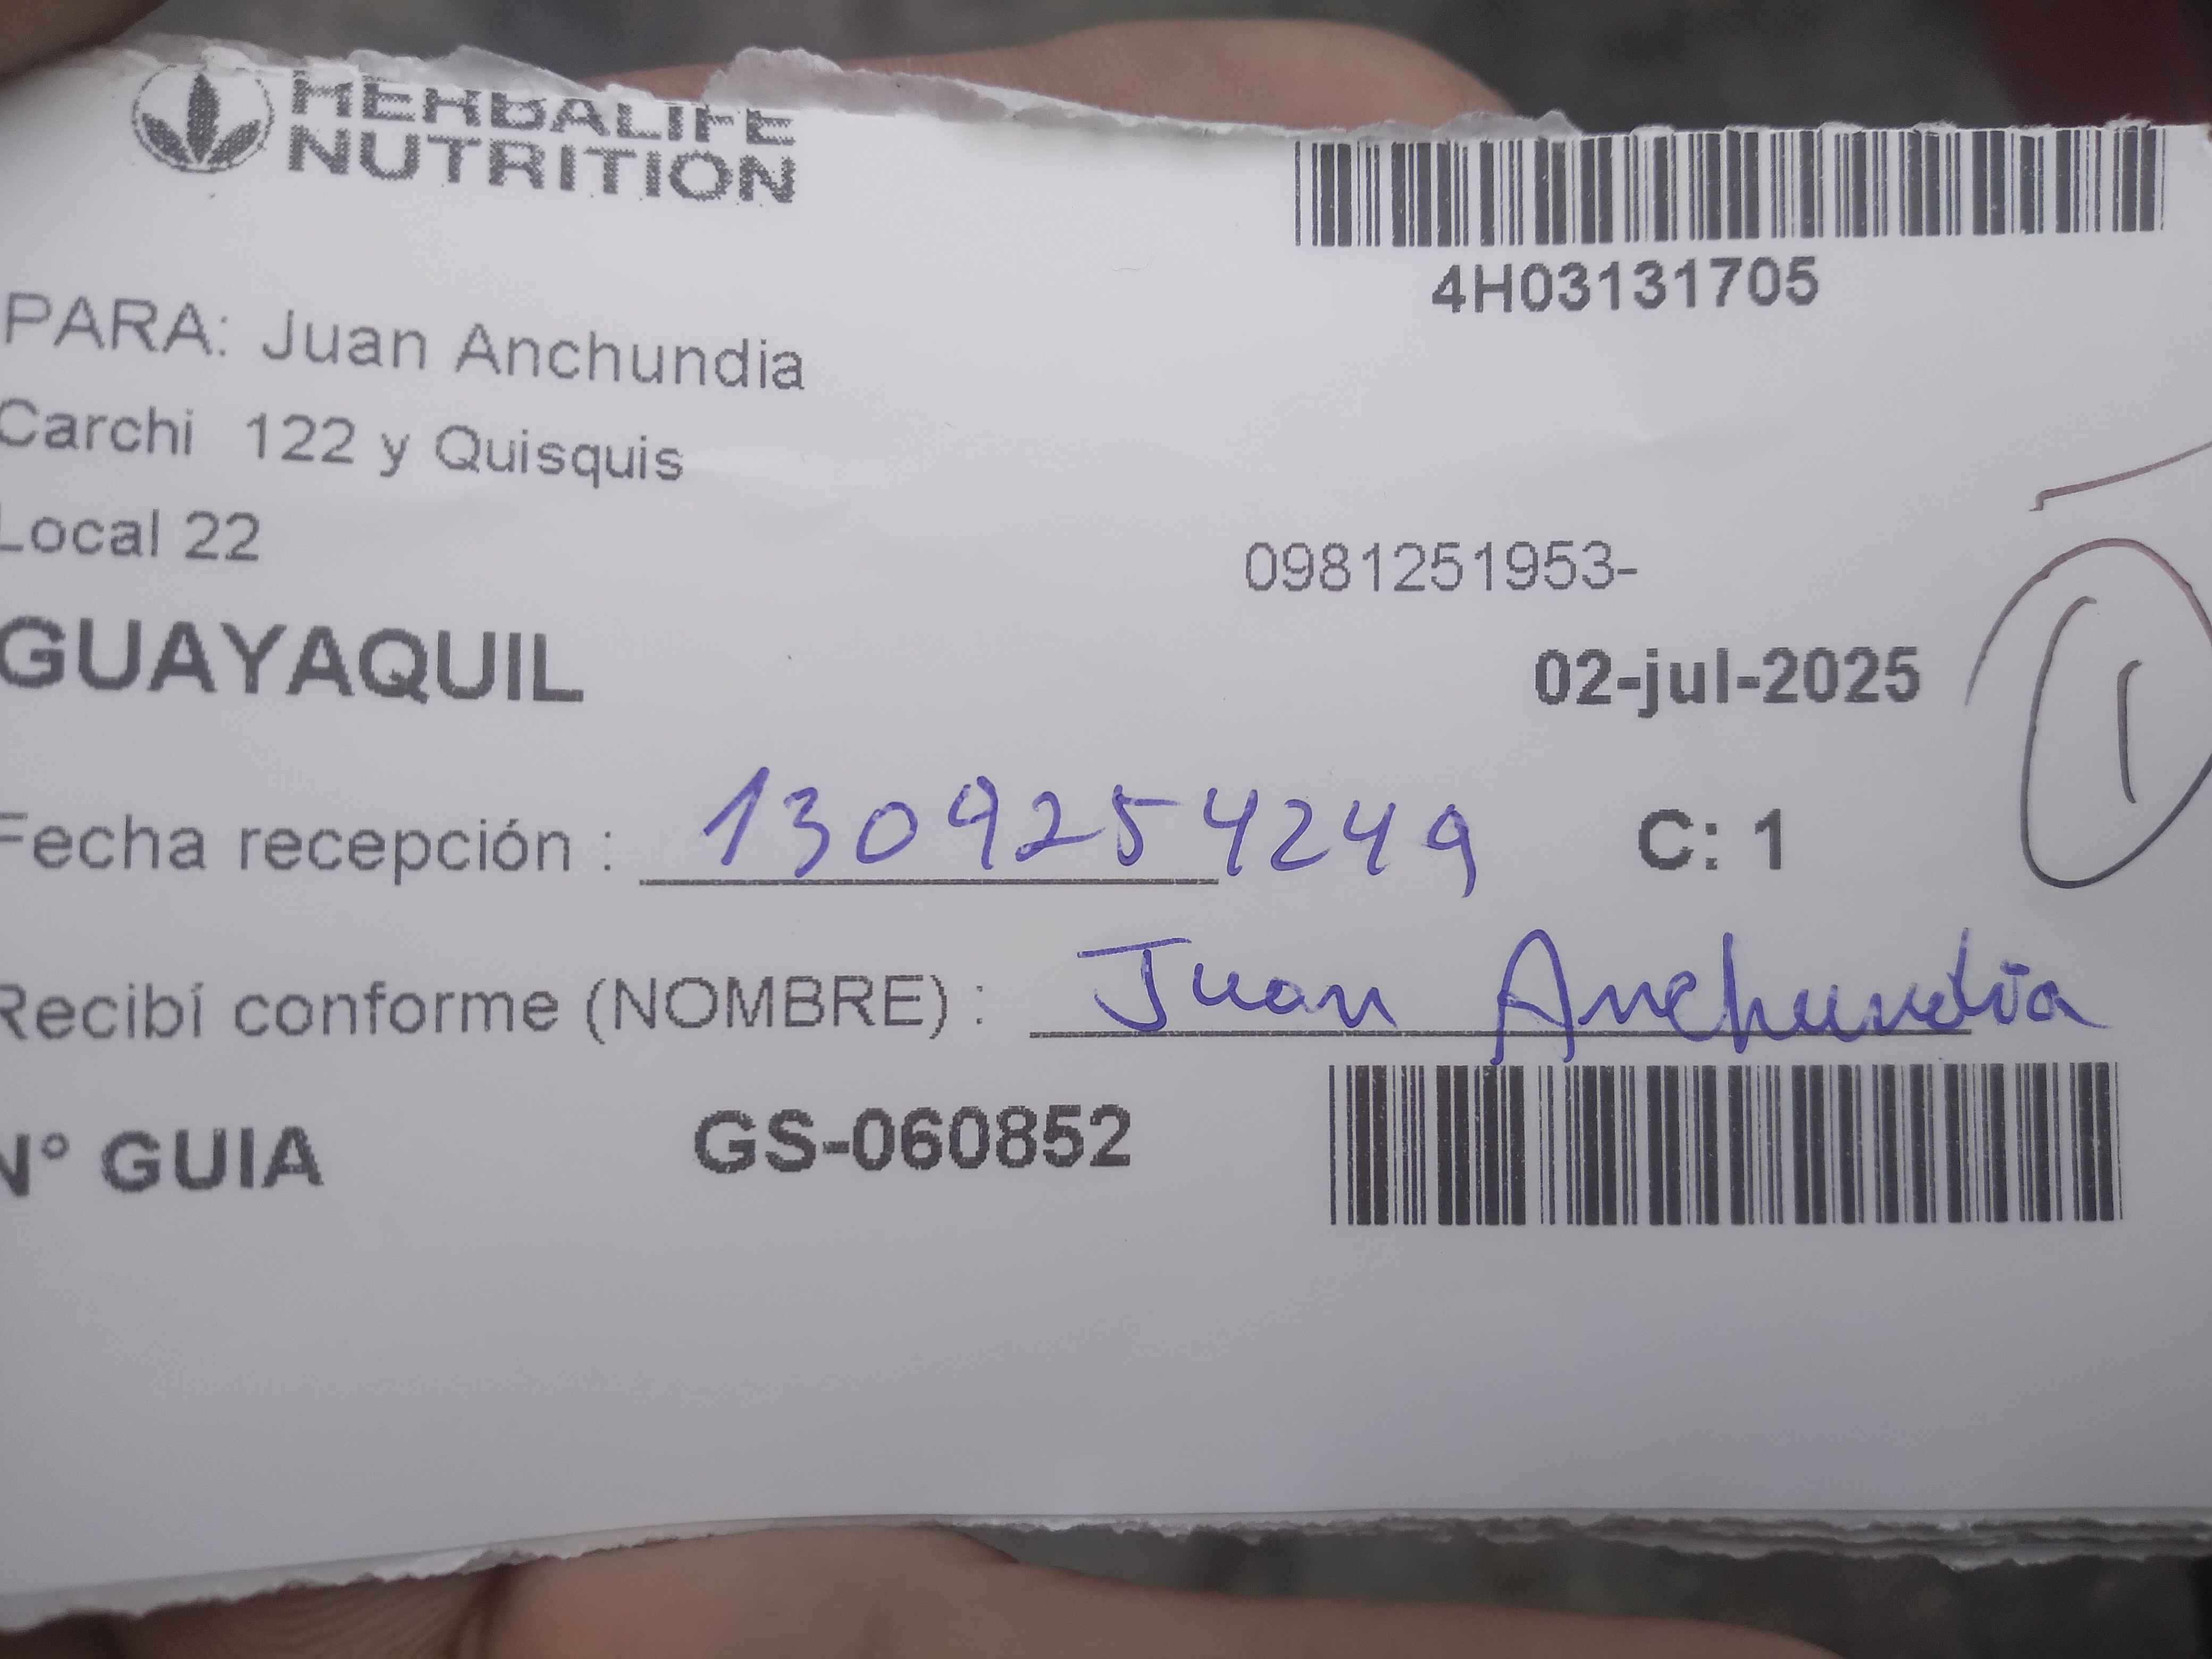 HERBALIFE
NUTRITION
4H03131705
PARA: Juan Anchundia
Carchi 122 y Quisquis
Local 22
0981251953-
GUAYAQUIL
02-jul-2025
Fecha recepción : 1309254249 C: 1
1
Recibí conforme (NOMBRE) : Juan Anchundia
N° GUIA GS-060852